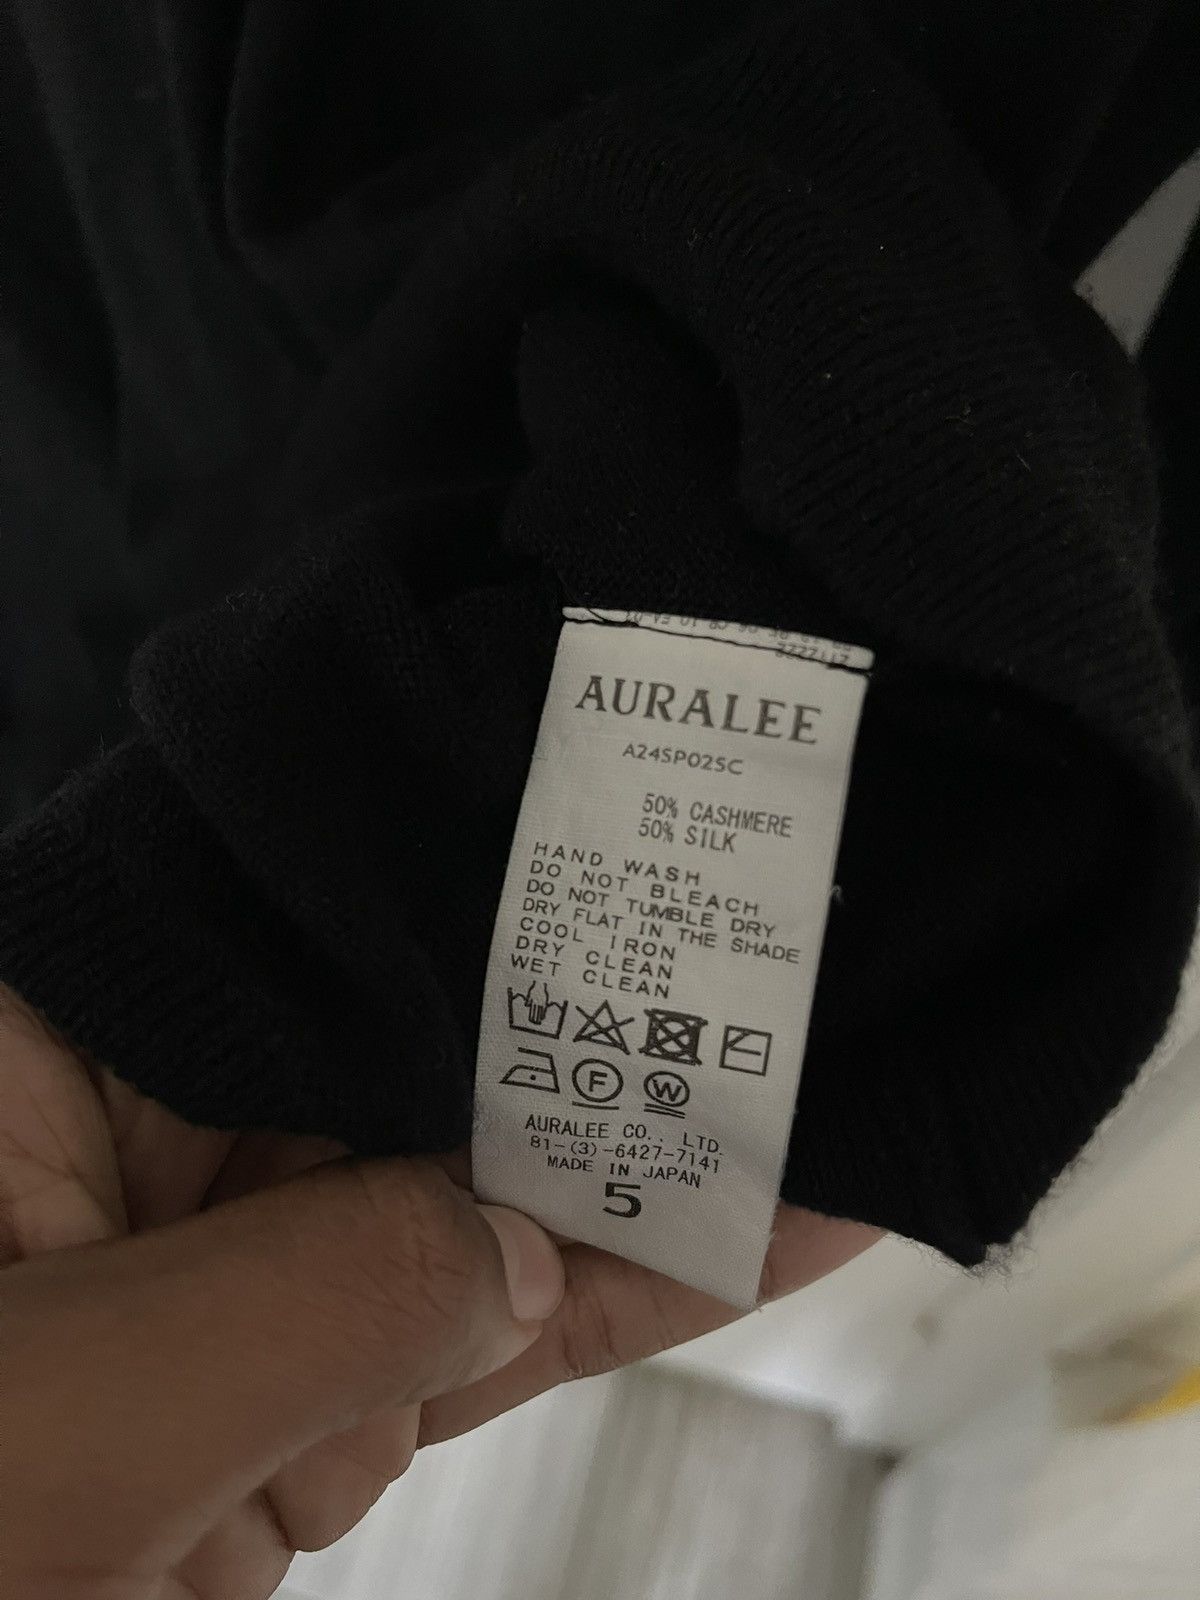 AURALEE
A24SP02SC
50% CASHMERE
50% SILK
HAND WASH
DO NOT BLEACH
DO NOT TUMBLE DRY
DRY FLAT IN THE SHADE
COOL IRON
DRY CLEAN
WET CLEAN
F W
AURALEE CO., LTD.
81-(3)-6427-7141
MADE IN JAPAN
5